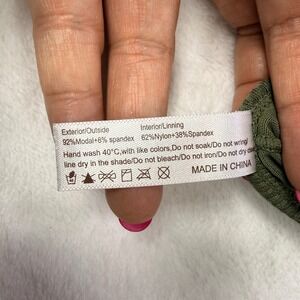 Exterior/Outside Interior/Linning
92%Modal+8% spandex 62%Nylon+38%Spandex
Hand wash 40°C,with like colors,Do not soak/Do not wring/
line dry in the shade/Do not bleach/Do not iron/Do not dry
MADE IN CHINA